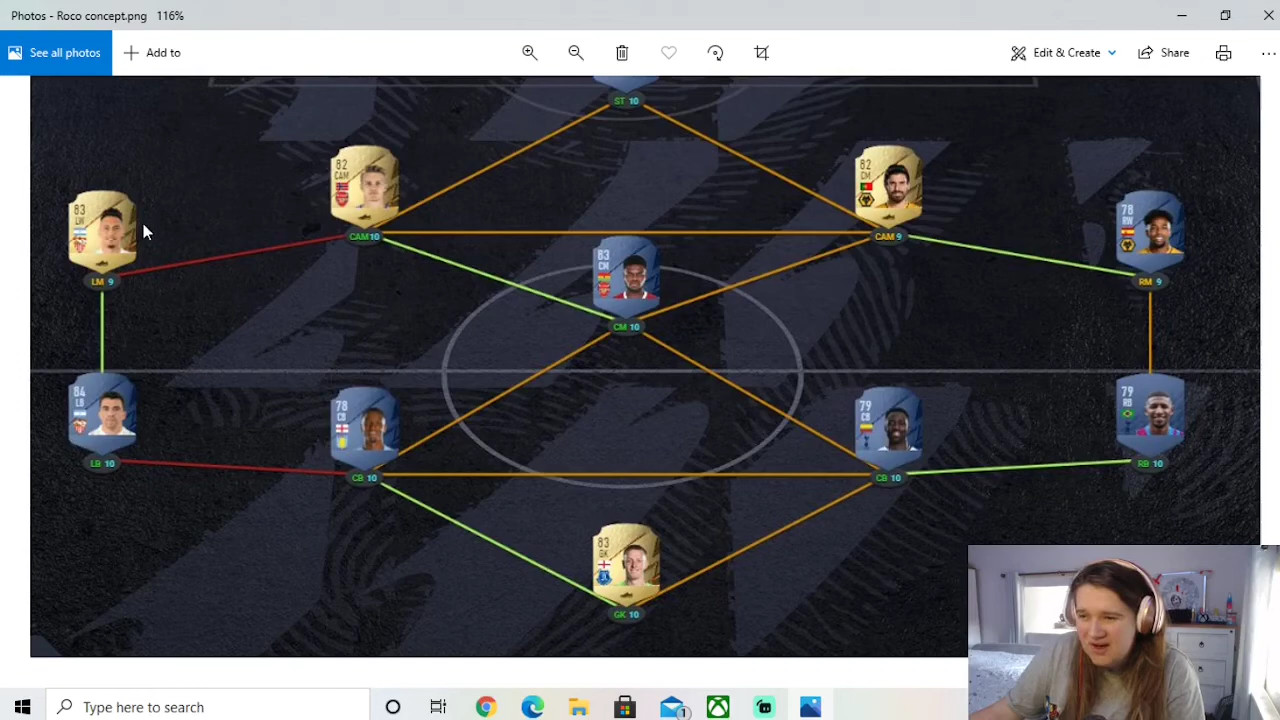 Photos - Roco concept.png 116%
See all photos
Add to
Edit & Create
Share
ST 10
82
CAM
CAM 10
82
CM
CAM 9
83
LW
LM 9
78
RW
RM 9
83
CM
CM 10
84
LB
LB 10
78
CB
CB 10
79
CB
CB 10
79
RB
RB 10
83
GK
GK 10
Type here to search
1